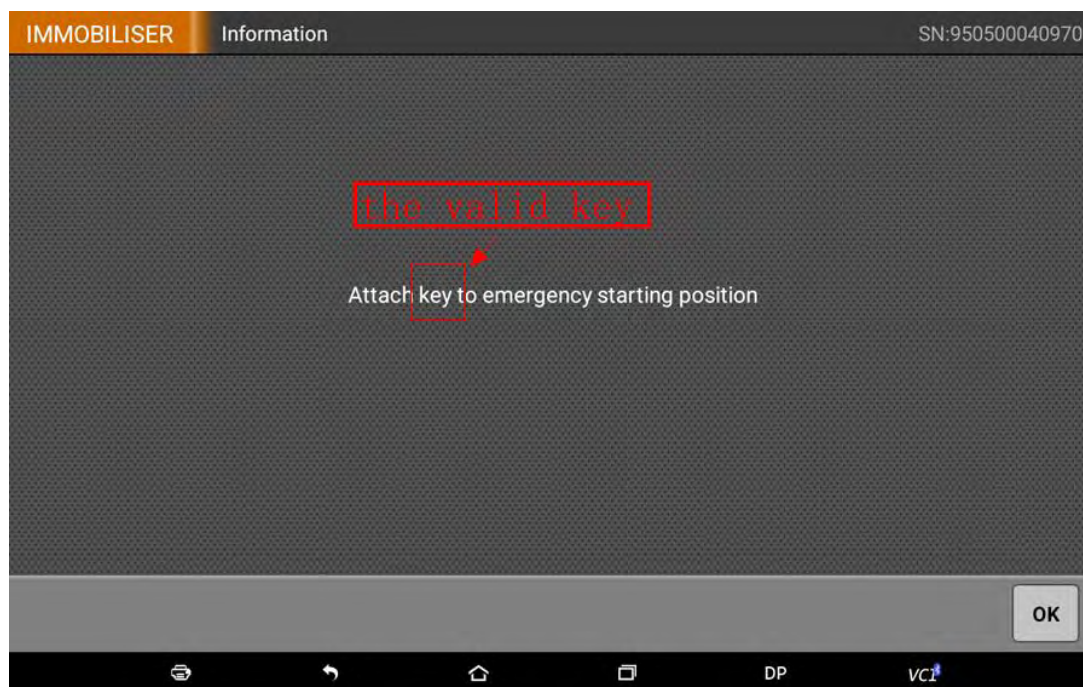 IMMOBILISER Information SN:950500040970
the valid key
Attach key to emergency starting position
OK
DP VCI